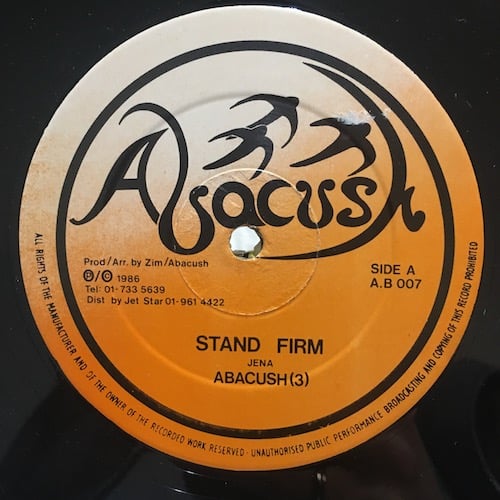 Abacush
Prod/Arr. by Zim/Abacush
℗/© 1986
Tel: 01-733 5639
Dist by Jet Star 01-961 4422
SIDE A
A.B 007
STAND FIRM
JENA
ABACUSH(3)
ALL RIGHTS OF THE MANUFACTURER AND OF THE OWNER OF THE RECORDED WORK RESERVED · UNAUTHORISED PUBLIC PERFORMANCE BROADCASTING AND COPYING OF THIS RECORD PROHIBITED